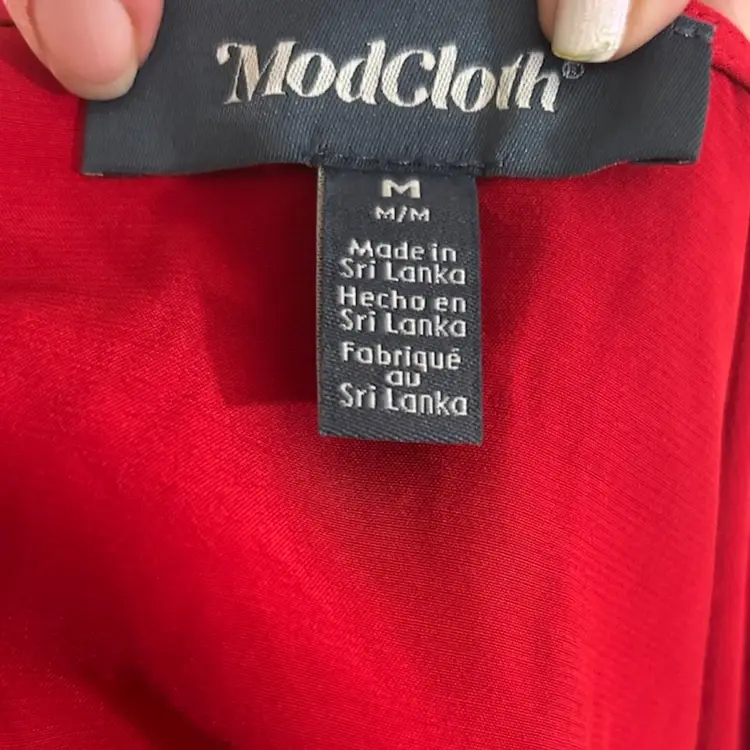 ModCloth®
M
M/M
Made in
Sri Lanka
Hecho en
Sri Lanka
Fabriqué
au
Sri Lanka